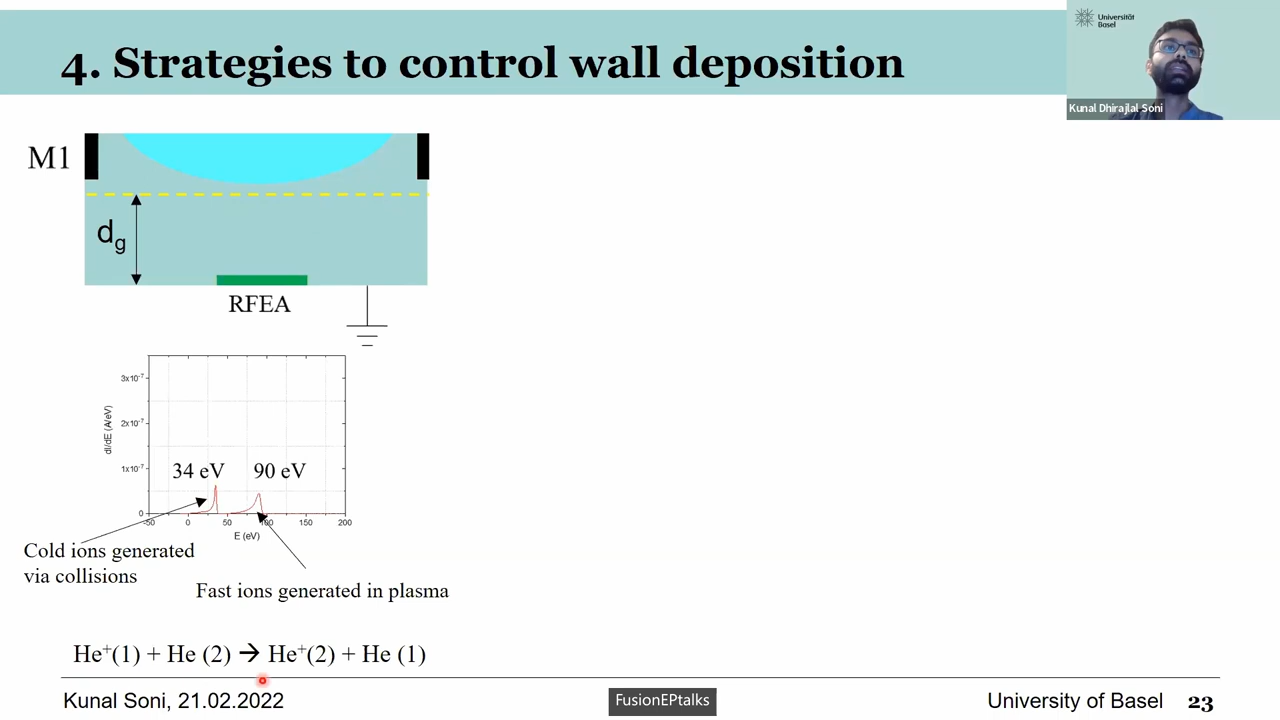 4. Strategies to control wall deposition
Universität
Basel
Kunal Dhirajlal Soni
M1
dg
RFEA
3x10⁻⁷
2x10⁻⁷
1x10⁻⁷
0
dI/dE (A/eV)
34 eV 90 eV
-50 0 50 100 150 200
E (eV)
Cold ions generated
via collisions
Fast ions generated in plasma
He⁺(1) + He (2) → He⁺(2) + He (1)
Kunal Soni, 21.02.2022
FusionEPtalks
University of Basel 23